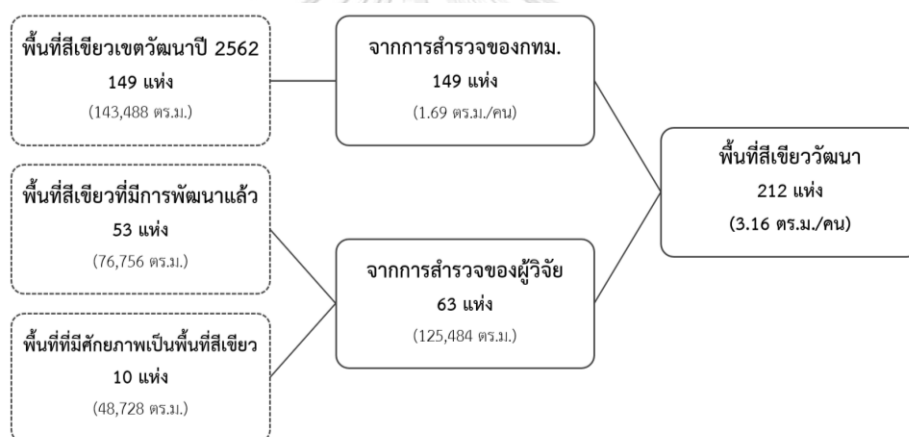 พื้นที่สีเขียวเขตวัฒนาปี 2562
149 แห่ง
(143,488 ตร.ม.)
พื้นที่สีเขียวที่มีการพัฒนาแล้ว
53 แห่ง
(76,756 ตร.ม.)
พื้นที่ที่มีศักยภาพเป็นพื้นที่สีเขียว
10 แห่ง
(48,728 ตร.ม.)
จากการสำรวจของกทม.
149 แห่ง
(1.69 ตร.ม./คน)
จากการสำรวจของผู้วิจัย
63 แห่ง
(125,484 ตร.ม.)
พื้นที่สีเขียววัฒนา
212 แห่ง
(3.16 ตร.ม./คน)